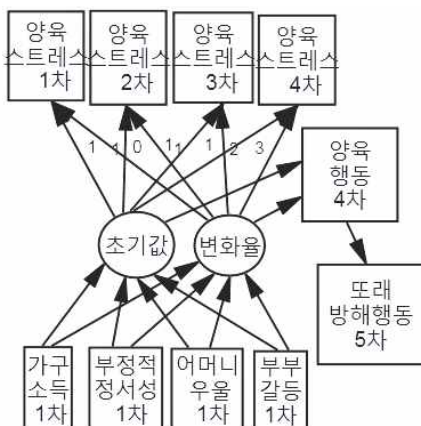 양육
스트레스
1차
양육
스트레스
2차
양육
스트레스
3차
양육
스트레스
4차
1 1 0 1 1 1 2 3
양육
행동
4차
초기값
변화율
또래
방해행동
5차
가구
소득
1차
부정적
정서성
1차
어머니
우울
1차
부부
갈등
1차